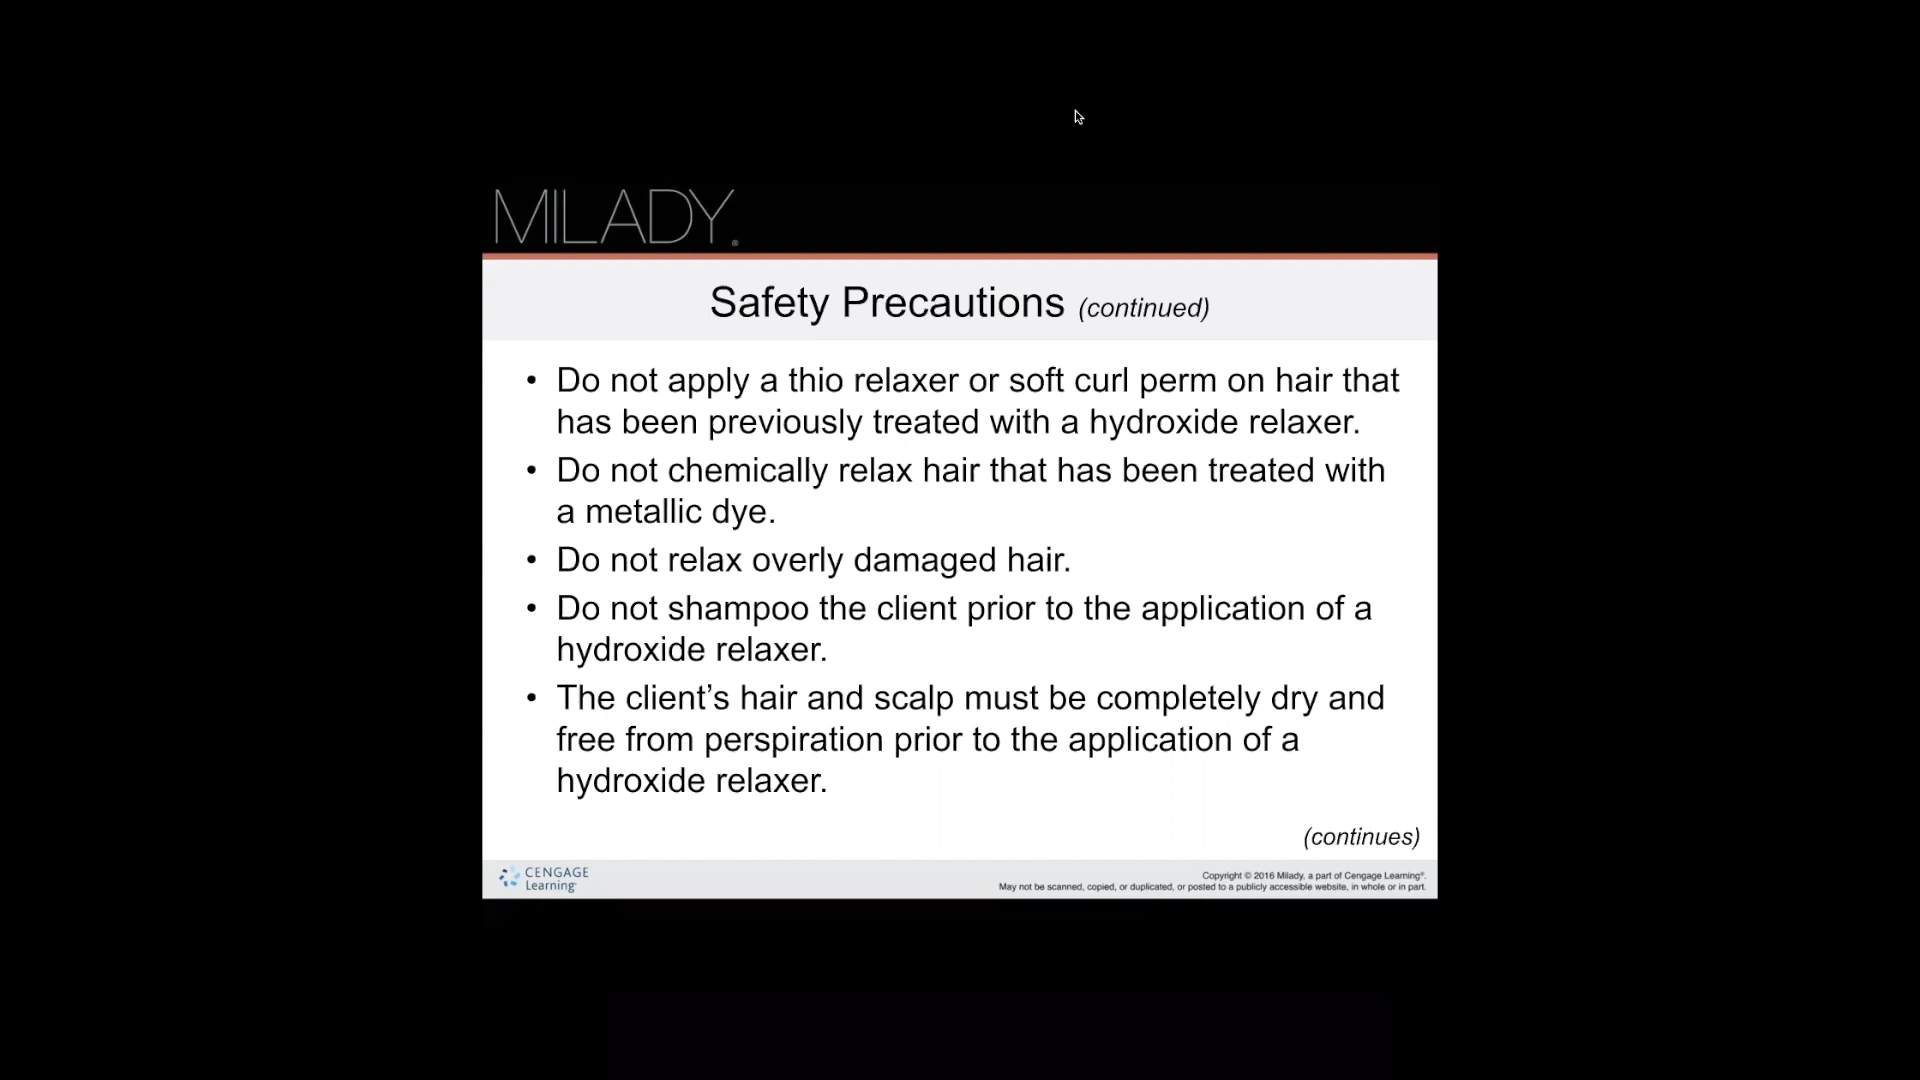 MILADY®
Safety Precautions (continued)
• Do not apply a thio relaxer or soft curl perm on hair that
has been previously treated with a hydroxide relaxer.
• Do not chemically relax hair that has been treated with
a metallic dye.
• Do not relax overly damaged hair.
• Do not shampoo the client prior to the application of a
hydroxide relaxer.
• The client’s hair and scalp must be completely dry and
free from perspiration prior to the application of a
hydroxide relaxer.
(continues)
CENGAGE
Learning®
Copyright © 2016 Milady, a part of Cengage Learning®.
May not be scanned, copied, or duplicated, or posted to a publicly accessible website, in whole or in part.